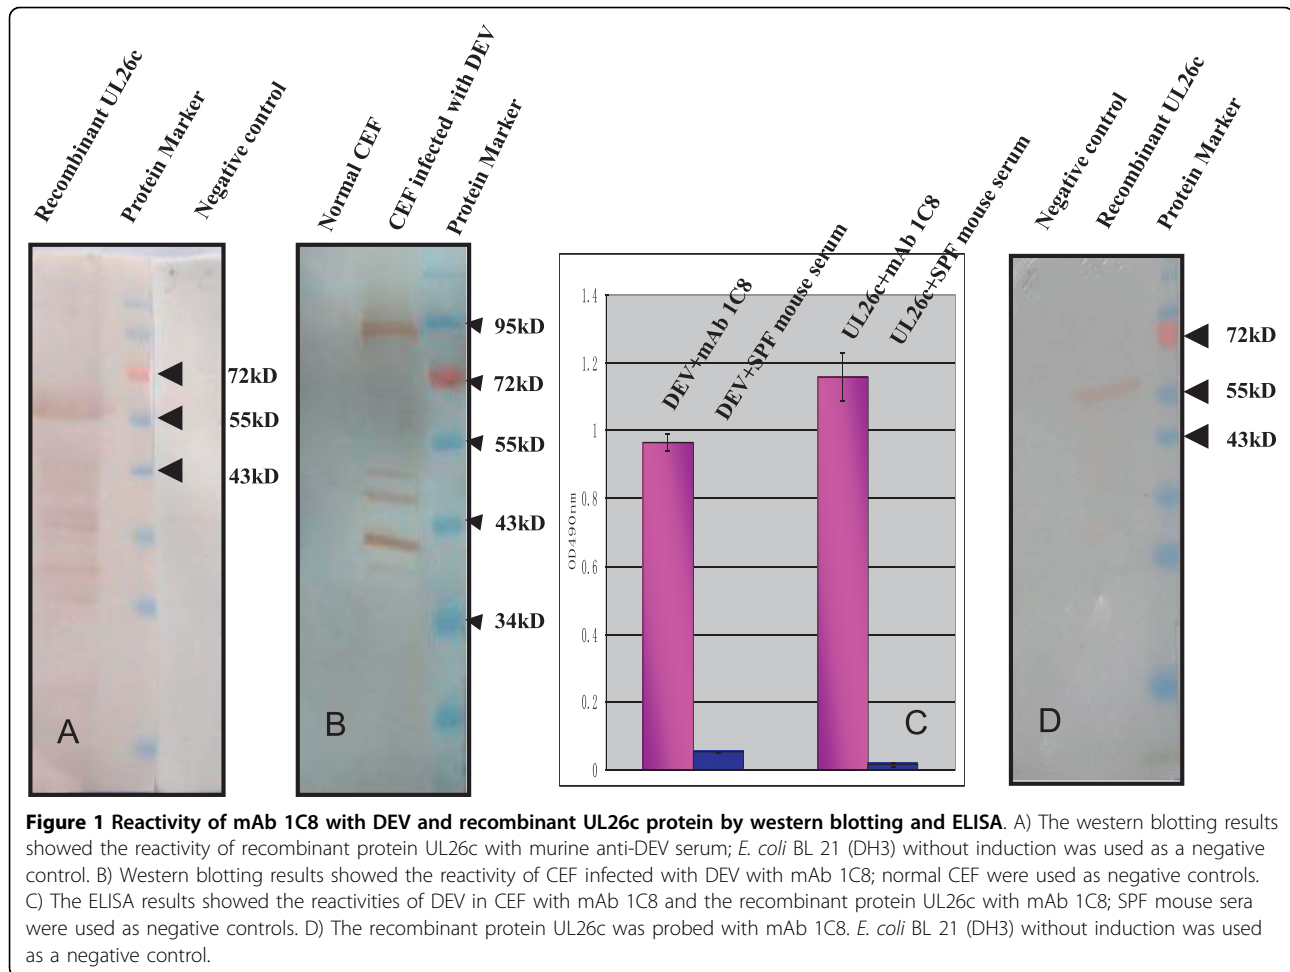 Recombinant UL26c
Protein Marker
Negative control
72kD
55kD
43kD
A
Normal CEF
CEF infected with DEV
Protein Marker
95kD
72kD
55kD
43kD
34kD
B
DEV+mAb 1C8
DEV+SPF mouse serum
UL26c+mAb 1C8
UL26c+SPF mouse serum
1.4
1.2
1
0.8
0.6
0.4
0.2
0
OD490nm
C
Negative control
Recombinant UL26c
Protein Marker
72kD
55kD
43kD
D
Figure 1 Reactivity of mAb 1C8 with DEV and recombinant UL26c protein by western blotting and ELISA. A) The western blotting results
showed the reactivity of recombinant protein UL26c with murine anti-DEV serum; E. coli BL 21 (DH3) without induction was used as a negative
control. B) Western blotting results showed the reactivity of CEF infected with DEV with mAb 1C8; normal CEF were used as negative controls.
C) The ELISA results showed the reactivities of DEV in CEF with mAb 1C8 and the recombinant protein UL26c with mAb 1C8; SPF mouse sera
were used as negative controls. D) The recombinant protein UL26c was probed with mAb 1C8. E. coli BL 21 (DH3) without induction was used
as a negative control.